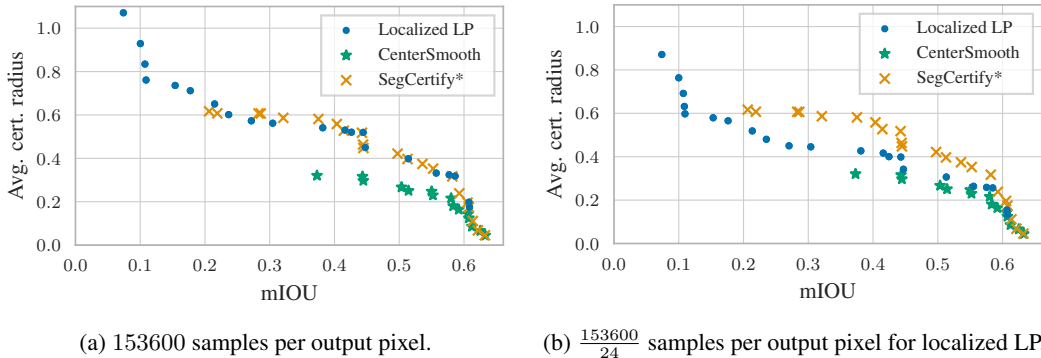 Localized LP
CenterSmooth
SegCertify*
Avg. cert. radius
1.0
0.8
0.6
0.4
0.2
0.0
0.0 0.1 0.2 0.3 0.4 0.5 0.6
mIOU
(a) 153600 samples per output pixel.
Localized LP
CenterSmooth
SegCertify*
Avg. cert. radius
1.0
0.8
0.6
0.4
0.2
0.0
0.0 0.1 0.2 0.3 0.4 0.5 0.6
mIOU
(b) 153600/24 samples per output pixel for localized LP